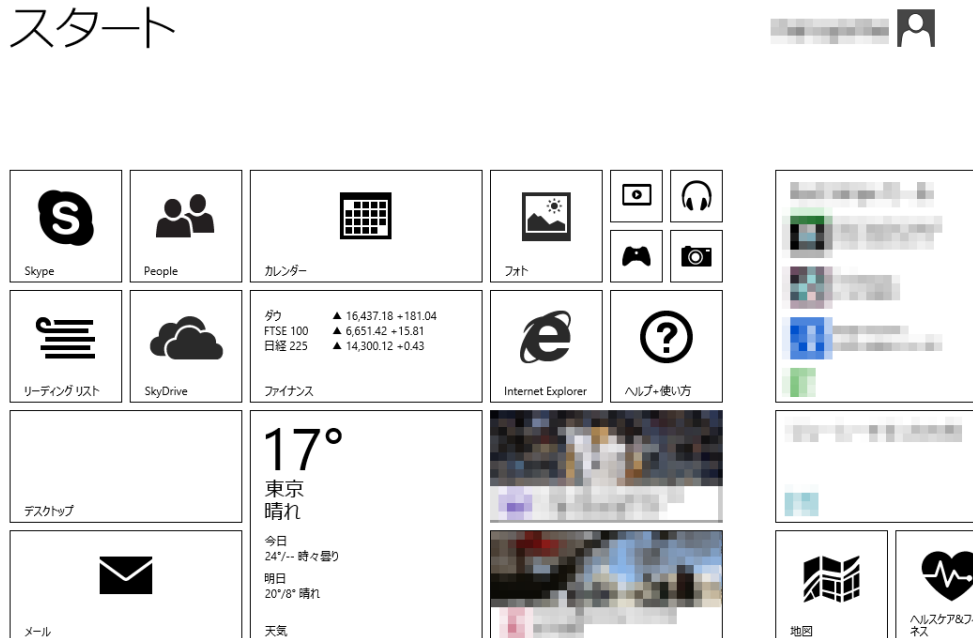 スタート
Skype
People
カレンダー
フォト
リーディング リスト
SkyDrive
ダウ ▲ 16,437.18 +181.04
FTSE 100 ▲ 6,651.42 +15.81
日経 225 ▲ 14,300.12 +0.43
ファイナンス
Internet Explorer
ヘルプ+使い方
デスクトップ
17°
東京
晴れ
今日
24°/-- 時々曇り
明日
20°/8° 晴れ
天気
メール
地図
ヘルスケア&フ
ネス